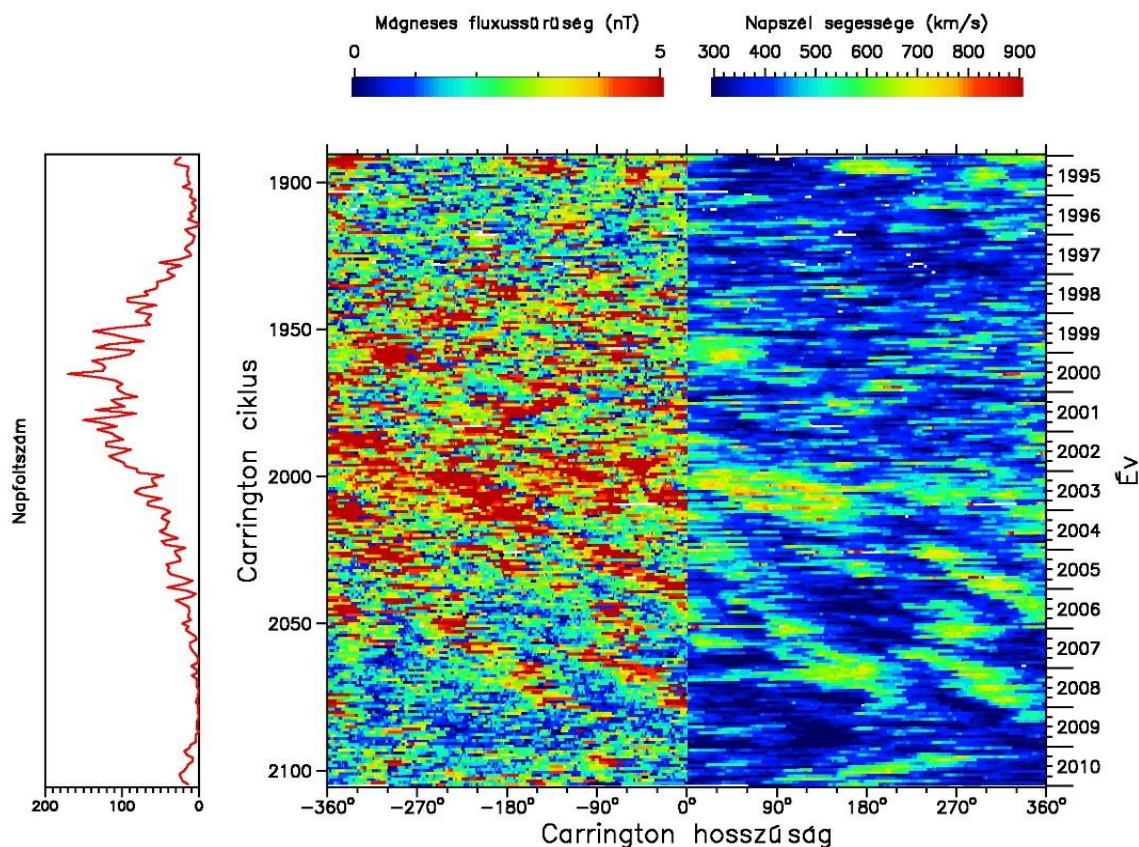 Mágneses fluxussűrűség (nT)
Napszél segessége (km/s)
0 5
300 400 500 600 700 800 900
Napfoltszám
200 100 0
Carrington ciklus
1900
1950
2000
2050
2100
1995
1996
1997
1998
1999
2000
2001
2002
2003
2004
2005
2006
2007
2008
2009
2010
Év
-360° -270° -180° -90° 0° 90° 180° 270° 360°
Carrington hosszúság